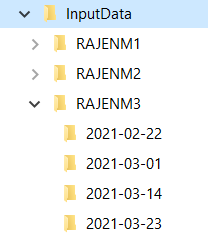 InputData
RAJENM1
RAJENM2
RAJENM3
2021-02-22
2021-03-01
2021-03-14
2021-03-23